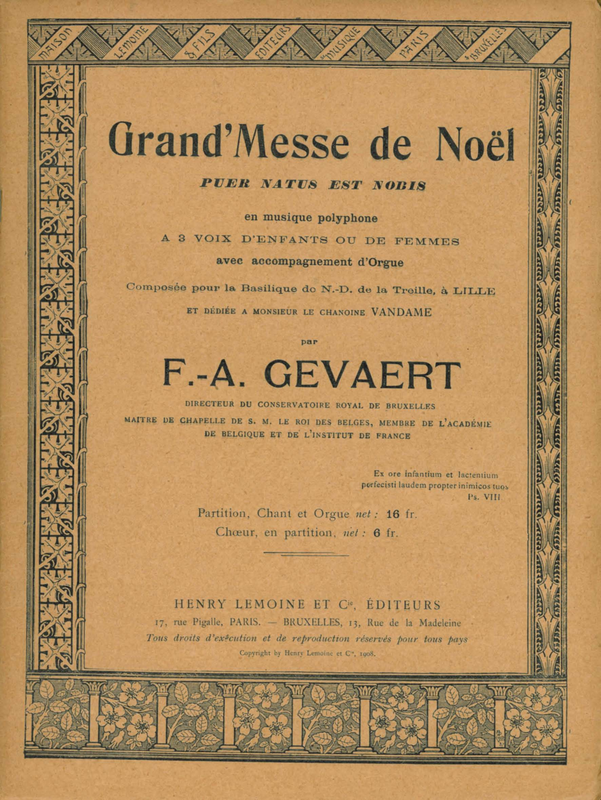 MAISON LEMOINE & FILS EDITEURS DE MUSIQUE PARIS & BRUXELLES
Grand'Messe de Noël
PUER NATUS EST NOBIS
en musique polyphone
A 3 VOIX D'ENFANTS OU DE FEMMES
avec accompagnement d'Orgue
Composée pour la Basilique de N.-D. de la Treille, à LILLE
ET DÉDIÉE A MONSIEUR LE CHANOINE VANDAME
par
F.-A. GEVAERT
DIRECTEUR DU CONSERVATOIRE ROYAL DE BRUXELLES
MAITRE DE CHAPELLE DE S. M. LE ROI DES BELGES, MEMBRE DE L'ACADÉMIE
DE BELGIQUE ET DE L'INSTITUT DE FRANCE
Ex ore infantium et lactentium
perfecisti laudem propter inimicos tuos
Ps. VIII
Partition, Chant et Orgue net : 16 fr.
Chœur, en partition, net : 6 fr.
HENRY LEMOINE ET Cie, ÉDITEURS
17, rue Pigalle, PARIS. — BRUXELLES, 13, Rue de la Madeleine
Tous droits d'exécution et de reproduction réservés pour tous pays
Copyright by Henry Lemoine et Cie, 1908.